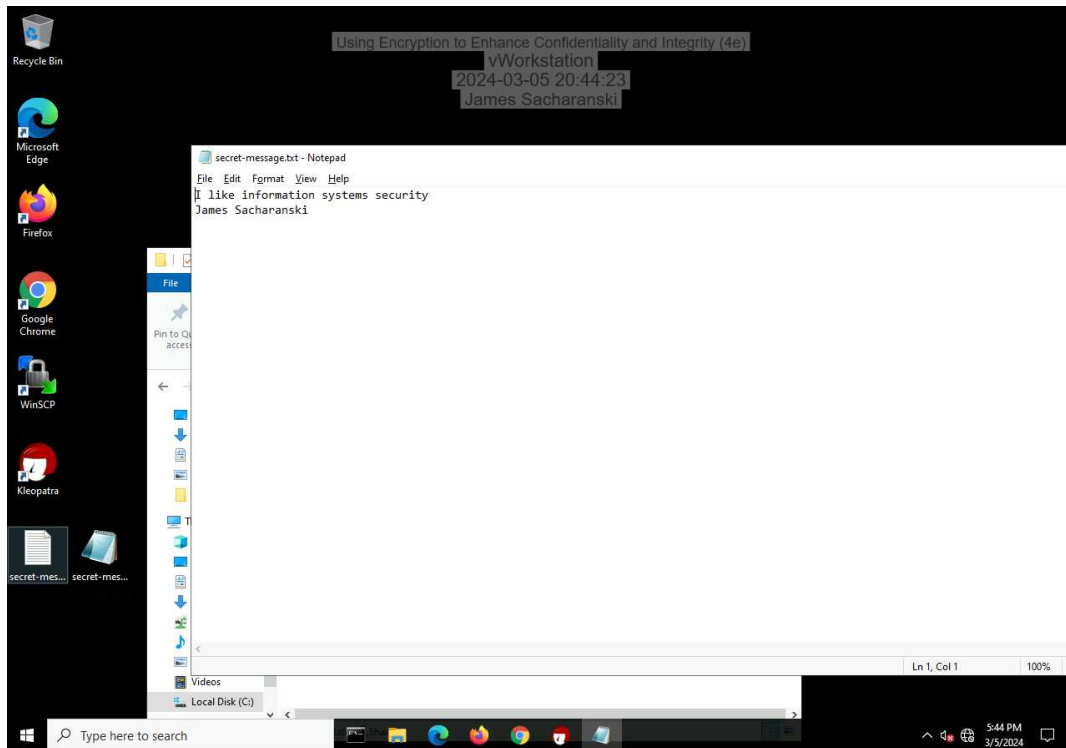 Recycle Bin
Using Encryption to Enhance Confidentiality and Integrity (4e)
vWorkstation
2024-03-05 20:44:23
James Sacharanski
Microsoft
Edge
secret-message.txt - Notepad
File Edit Format View Help
I like information systems security
James Sacharanski
Firefox
File
Google
Chrome
Pin to Qu
access
WinSCP
Kleopatra
secret-mes... secret-mes...
Ln 1, Col 1 100%
Videos
Local Disk (C:)
Type here to search
5:44 PM
3/5/2024